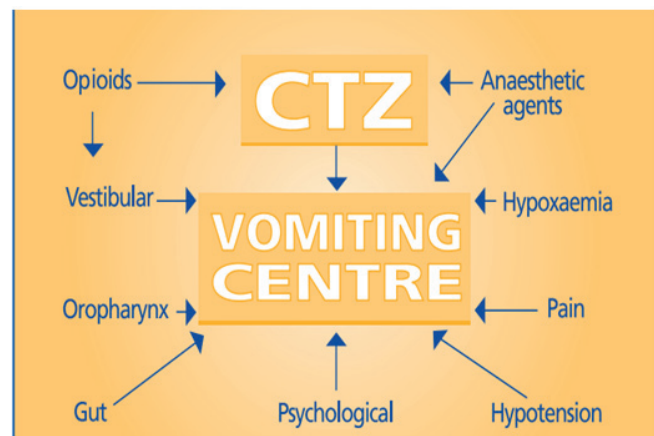 Opioids
CTZ
Anaesthetic
agents
Vestibular
VOMITING
CENTRE
Hypoxaemia
Oropharynx
Pain
Gut
Psychological
Hypotension